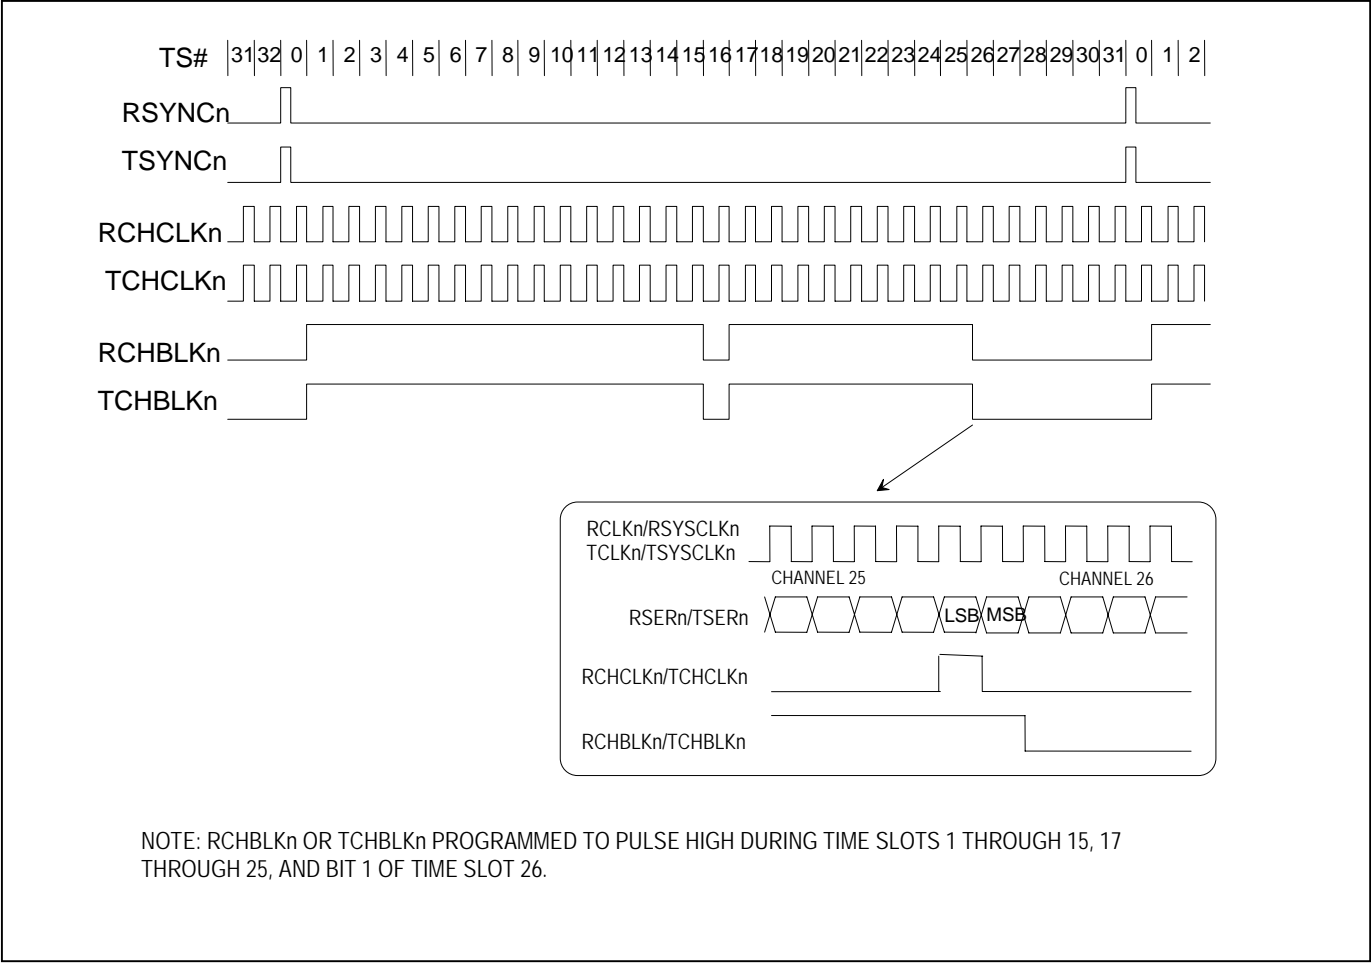 TS# 31 32 0 1 2 3 4 5 6 7 8 9 10 11 12 13 14 15 16 17 18 19 20 21 22 23 24 25 26 27 28 29 30 31 0 1 2
RSYNCn
TSYNCn
RCHCLKn
TCHCLKn
RCHBLKn
TCHBLKn
RCLKn/RSYSCLKn
TCLKn/TSYSCLKn
CHANNEL 25 CHANNEL 26
RSERn/TSERn LSB MSB
RCHCLKn/TCHCLKn
RCHBLKn/TCHBLKn
NOTE: RCHBLKn OR TCHBLKn PROGRAMMED TO PULSE HIGH DURING TIME SLOTS 1 THROUGH 15, 17
THROUGH 25, AND BIT 1 OF TIME SLOT 26.